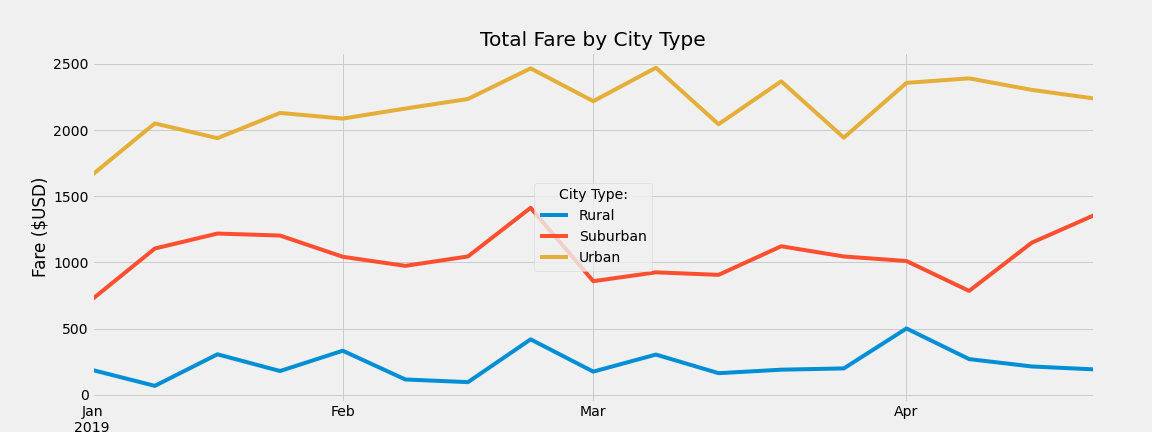 Total Fare by City Type
Fare ($USD)
2500
2000
1500
1000
500
0
City Type:
Rural
Suburban
Urban
Jan Feb Mar Apr
2019